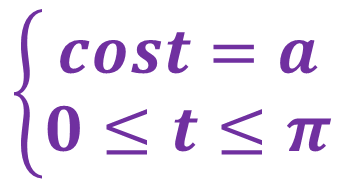 cost = a
0 ≤ t ≤ π